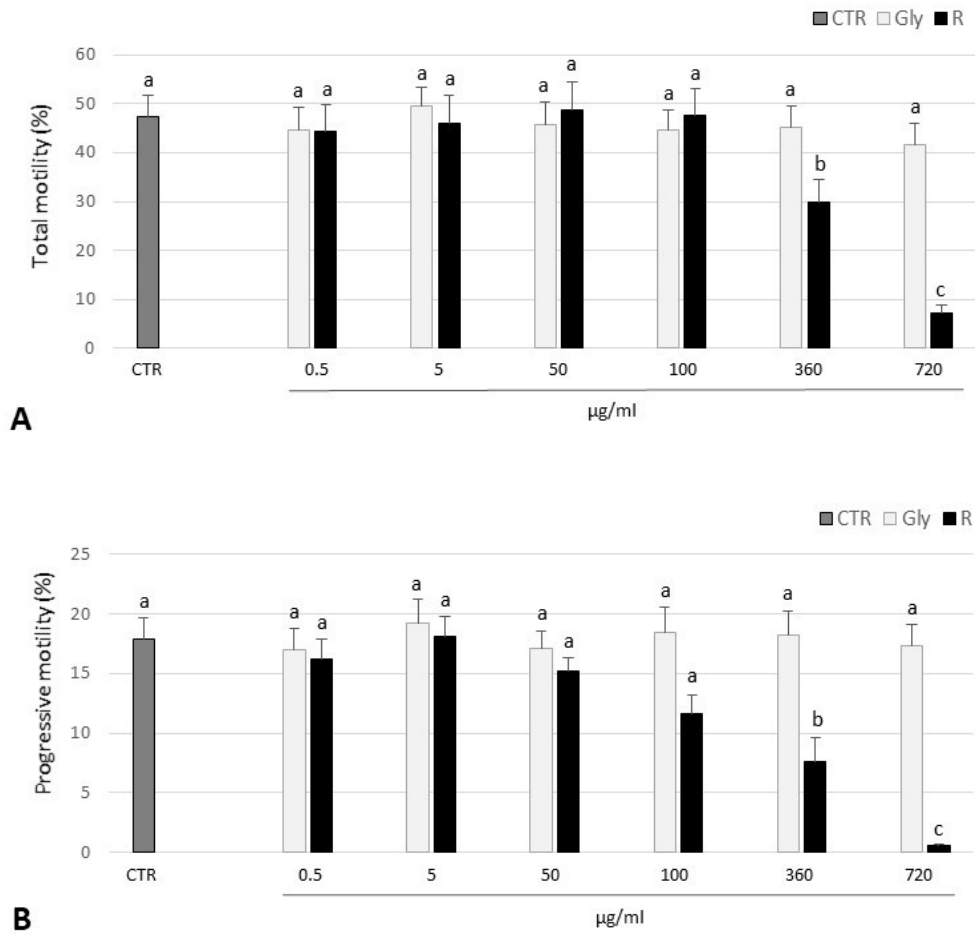 CTR Gly R
Total motility (%)
60
50
40
30
20
10
0
a a a a a a a a a a b a c
CTR 0.5 5 50 100 360 720
µg/ml
A
CTR Gly R
Progressive motility (%)
25
20
15
10
5
0
a a a a a a a a a a b a c
CTR 0.5 5 50 100 360 720
µg/ml
B